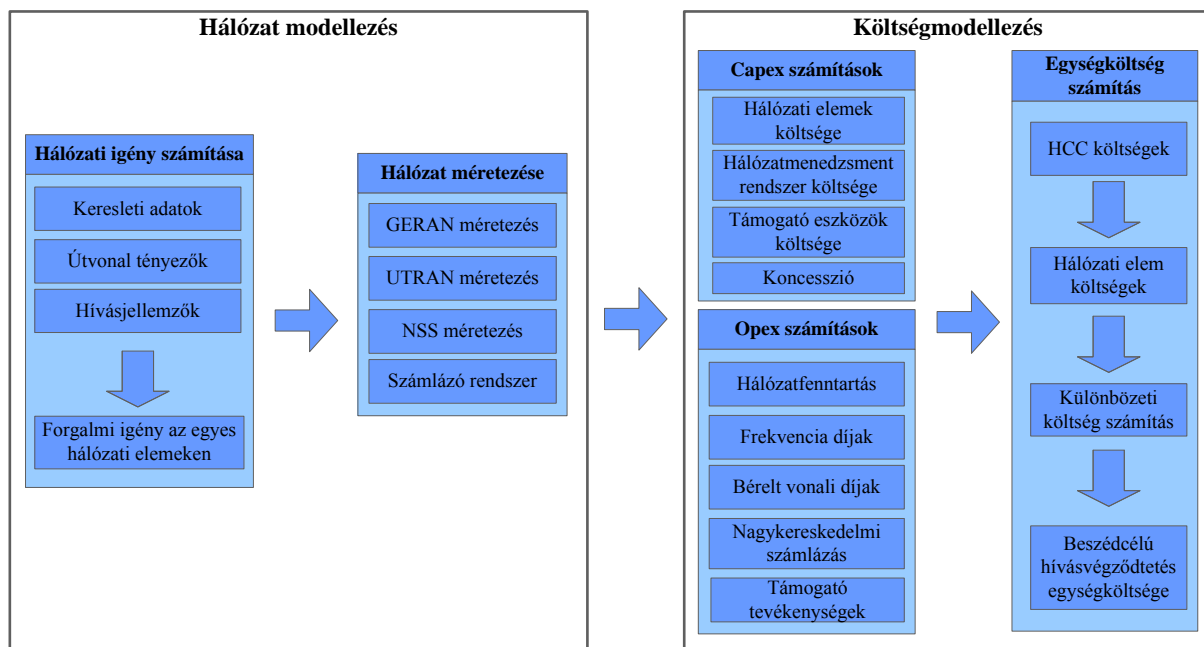 Hálózat modellezés
Hálózati igény számítása
Keresleti adatok
Útvonal tényezők
Hívásjellemzők
Forgalmi igény az egyes
hálózati elemeken
Hálózat méretezése
GERAN méretezés
UTRAN méretezés
NSS méretezés
Számlázó rendszer
Költségmodellezés
Capex számítások
Hálózati elemek
költsége
Hálózatmenedzsment
rendszer költsége
Támogató eszközök
költsége
Koncesszió
Opex számítások
Hálózatfenntartás
Frekvencia díjak
Bérelt vonali díjak
Nagykereskedelmi
számlázás
Támogató
tevékenységek
Egységköltség
számítás
HCC költségek
Hálózati elem
költségek
Különbözeti
költség számítás
Beszédcélú
hívásvégződtetés
egységköltsége